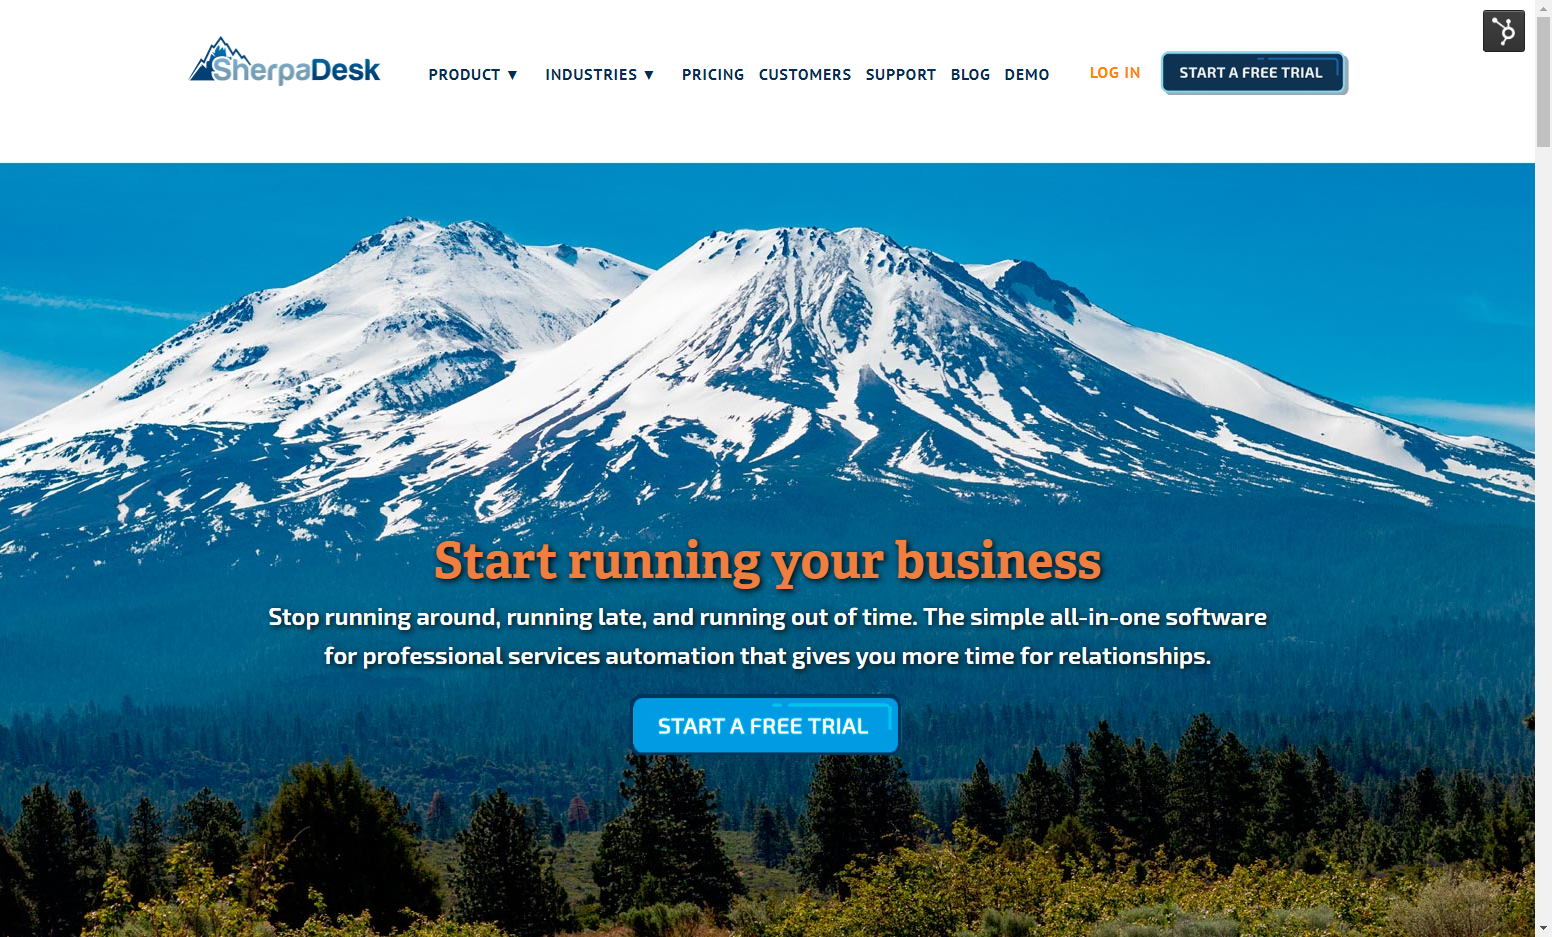 SherpaDesk
PRODUCT ▼ INDUSTRIES ▼ PRICING CUSTOMERS SUPPORT BLOG DEMO LOG IN START A FREE TRIAL
Start running your business
Stop running around, running late, and running out of time. The simple all-in-one software
for professional services automation that gives you more time for relationships.
START A FREE TRIAL